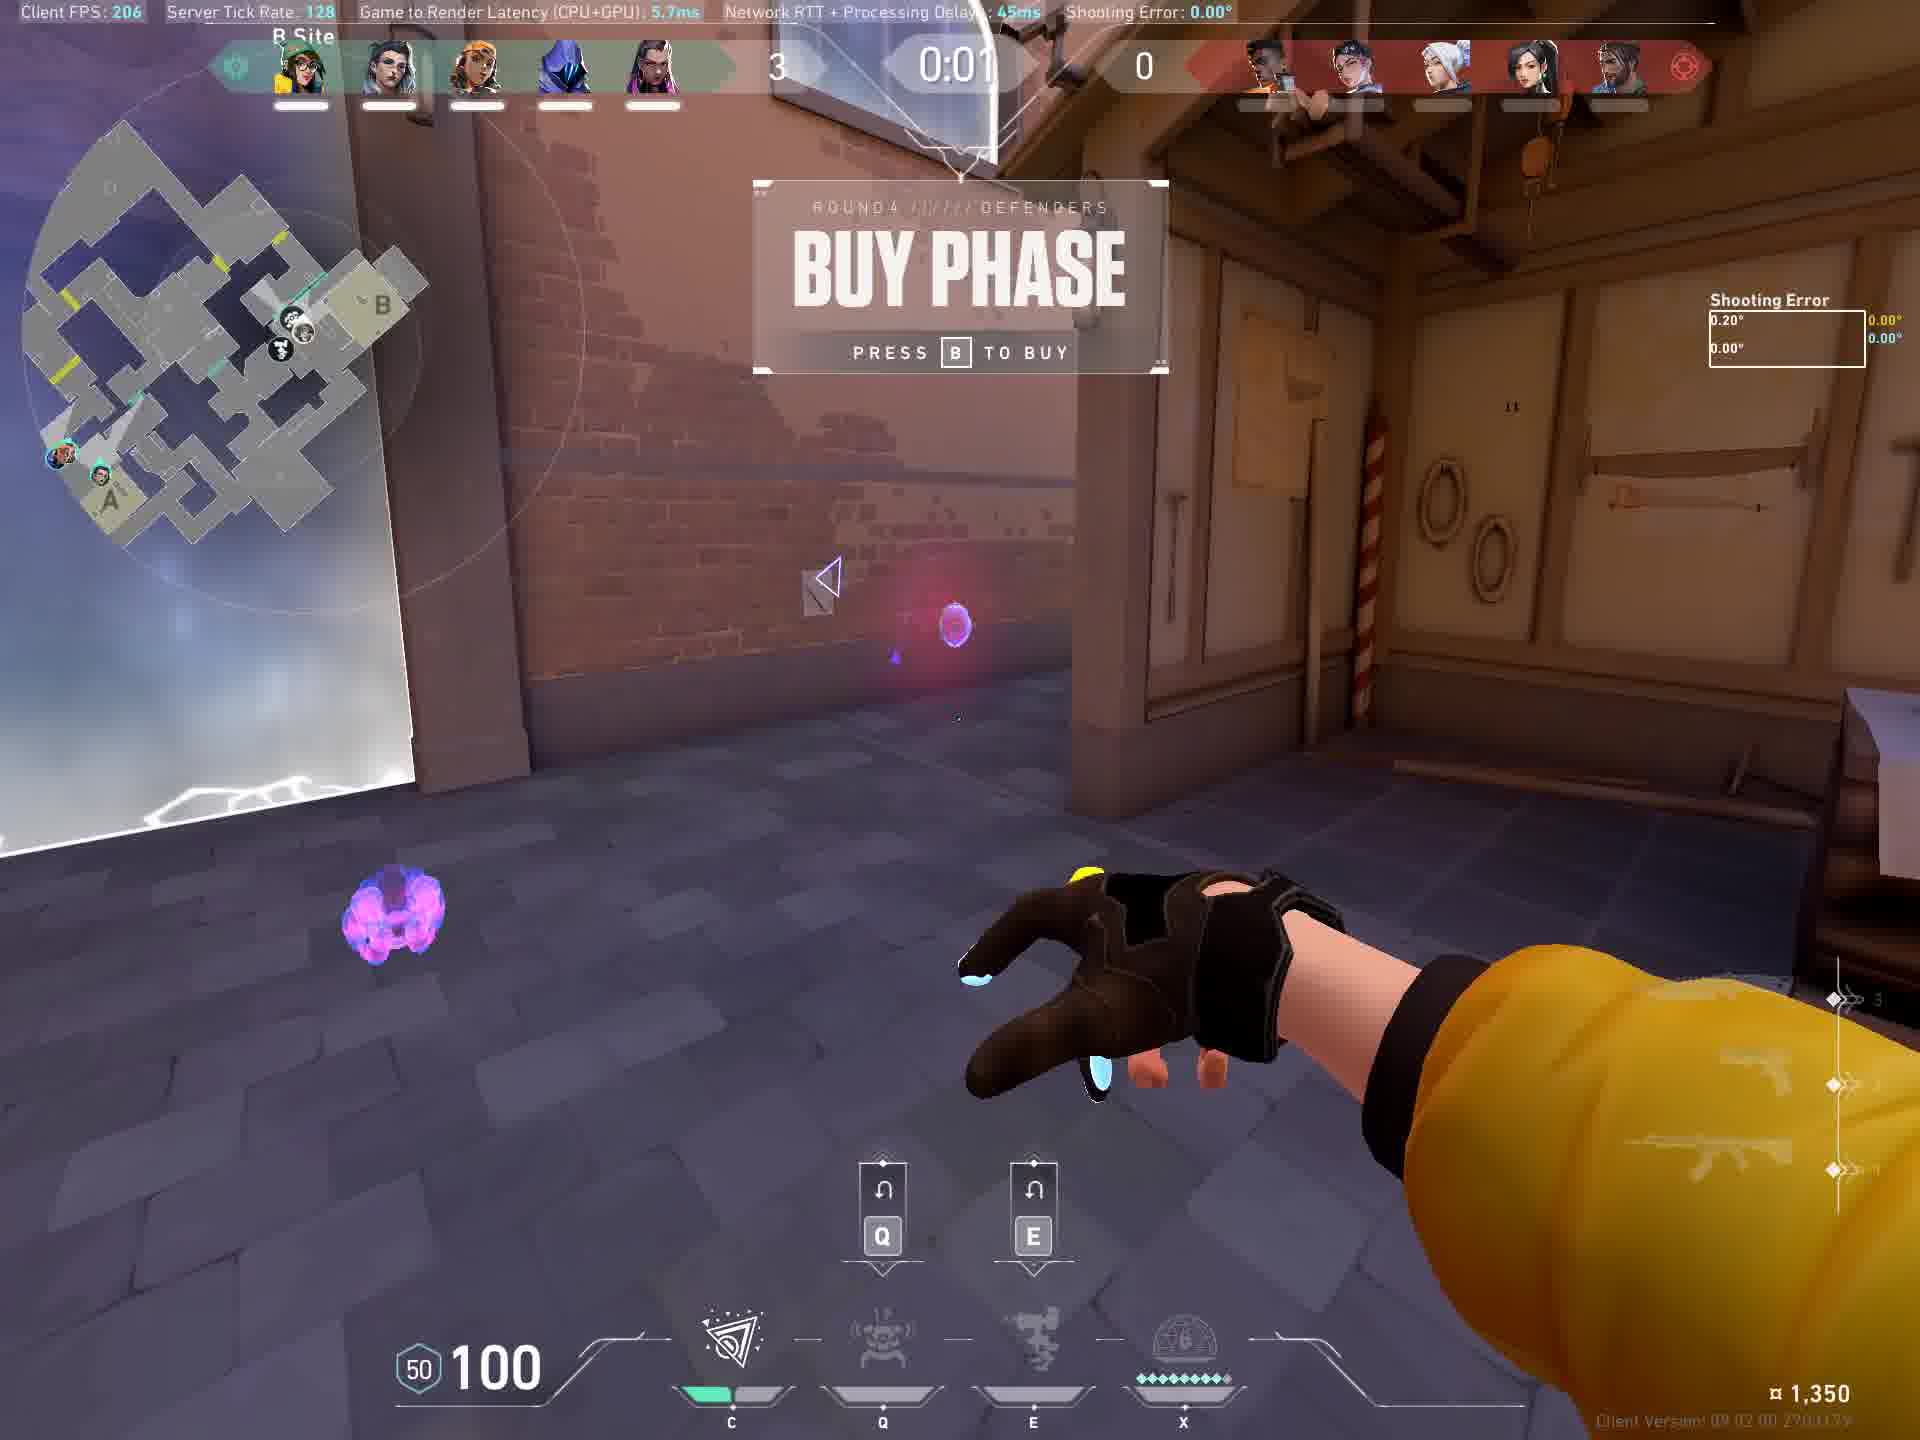 Client FPS: 206 Server Tick Rate: 128 Game to Render Latency (CPU+GPU): 5.7ms Network RTT + Processing Delay: 45ms Shooting Error: 0.00°
B Site
3 0:01 0
ROUND 4 ////// DEFENDERS
BUY PHASE
PRESS B TO BUY
B
A
Shooting Error
0.20° 0.00°
0.00°
0.00°
3
Q E
50 100
C Q E X
¤ 1,350